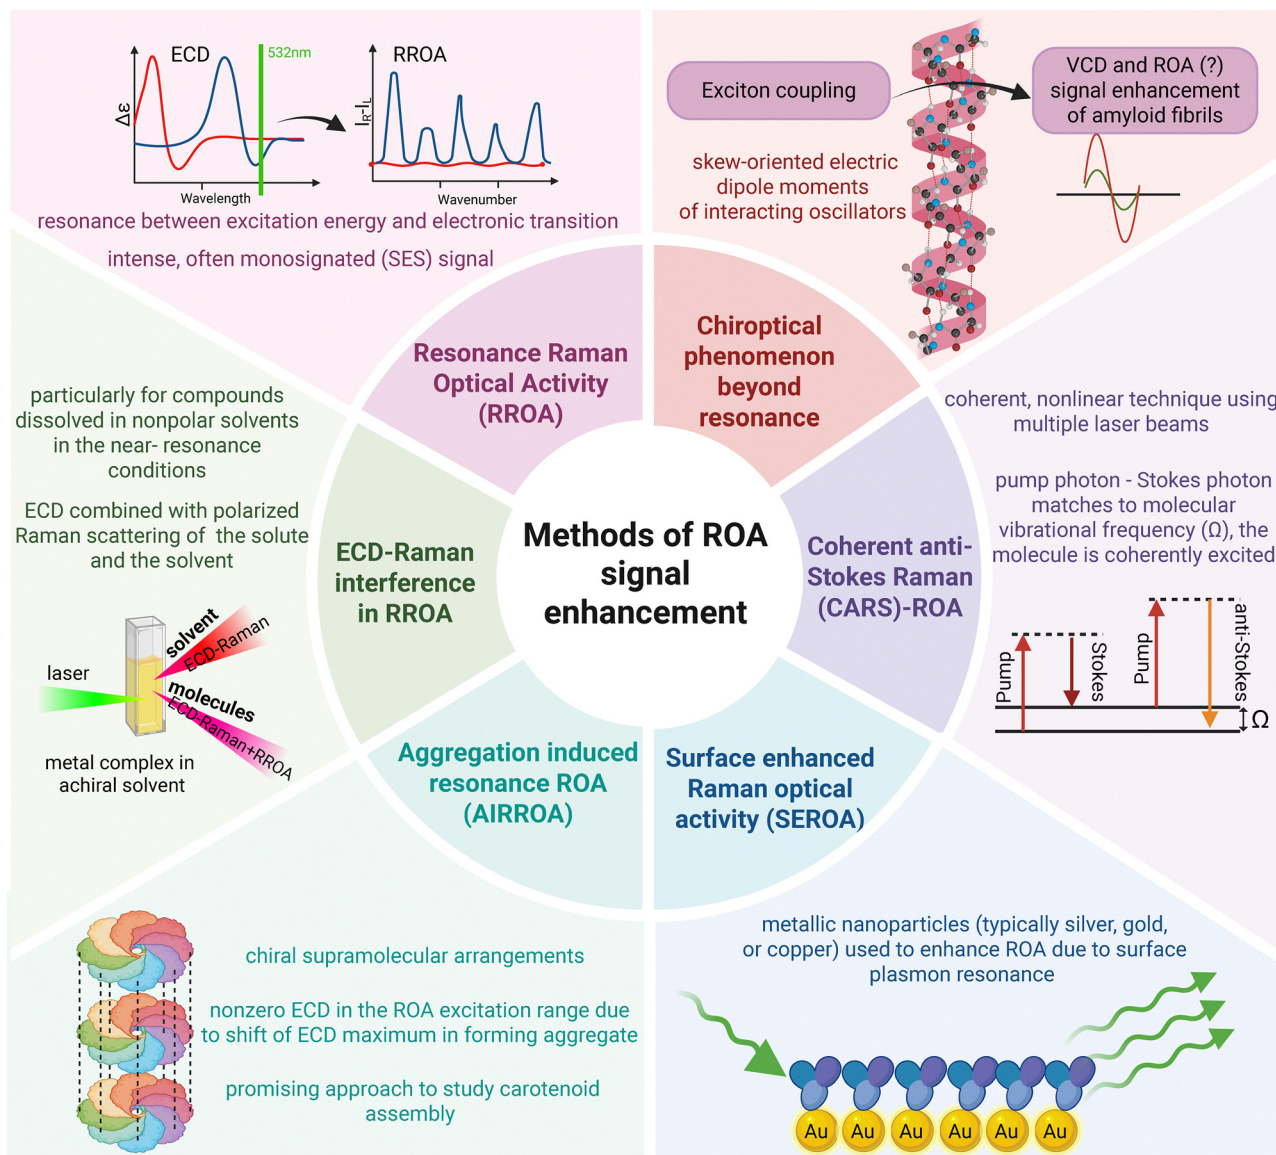 ECD
532nm
Δε
Wavelength
RROA
I_R-I_L
Wavenumber
resonance between excitation energy and electronic transition
intense, often monosignated (SES) signal
Exciton coupling
VCD and ROA (?)
signal enhancement
of amyloid fibrils
skew-oriented electric
dipole moments
of interacting oscillators
Resonance Raman
Optical Activity
(RROA)
Chiroptical
phenomenon
beyond
resonance
particularly for compounds
dissolved in nonpolar solvents
in the near- resonance
conditions
ECD combined with polarized
Raman scattering of the solute
and the solvent
ECD-Raman
interference
in RROA
Methods of ROA
signal
enhancement
Coherent anti-
Stokes Raman
(CARS)-ROA
coherent, nonlinear technique using
multiple laser beams
pump photon - Stokes photon
matches to molecular
vibrational frequency (Ω), the
molecule is coherently excited
laser
solvent
ECD-Raman
molecules
ECD-Raman+RROA
metal complex in
achiral solvent
Pump
Stokes
Pump
anti-Stokes
Ω
Aggregation induced
resonance ROA
(AIRROA)
Surface enhanced
Raman optical
activity (SEROA)
chiral supramolecular arrangements
nonzero ECD in the ROA excitation range due
to shift of ECD maximum in forming aggregate
promising approach to study carotenoid
assembly
metallic nanoparticles (typically silver, gold,
or copper) used to enhance ROA due to surface
plasmon resonance
Au Au Au Au Au Au